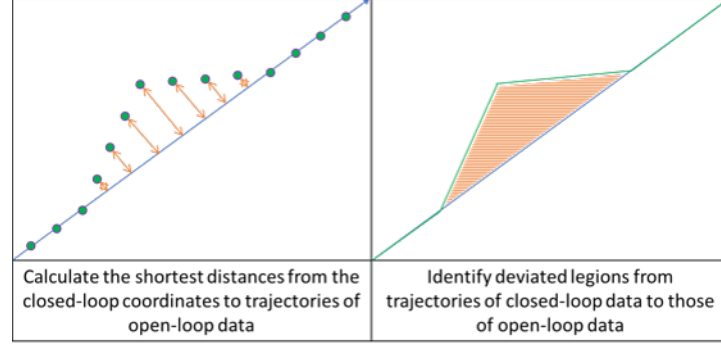 Calculate the shortest distances from the
closed-loop coordinates to trajectories of
open-loop data
Identify deviated legions from
trajectories of closed-loop data to those
of open-loop data